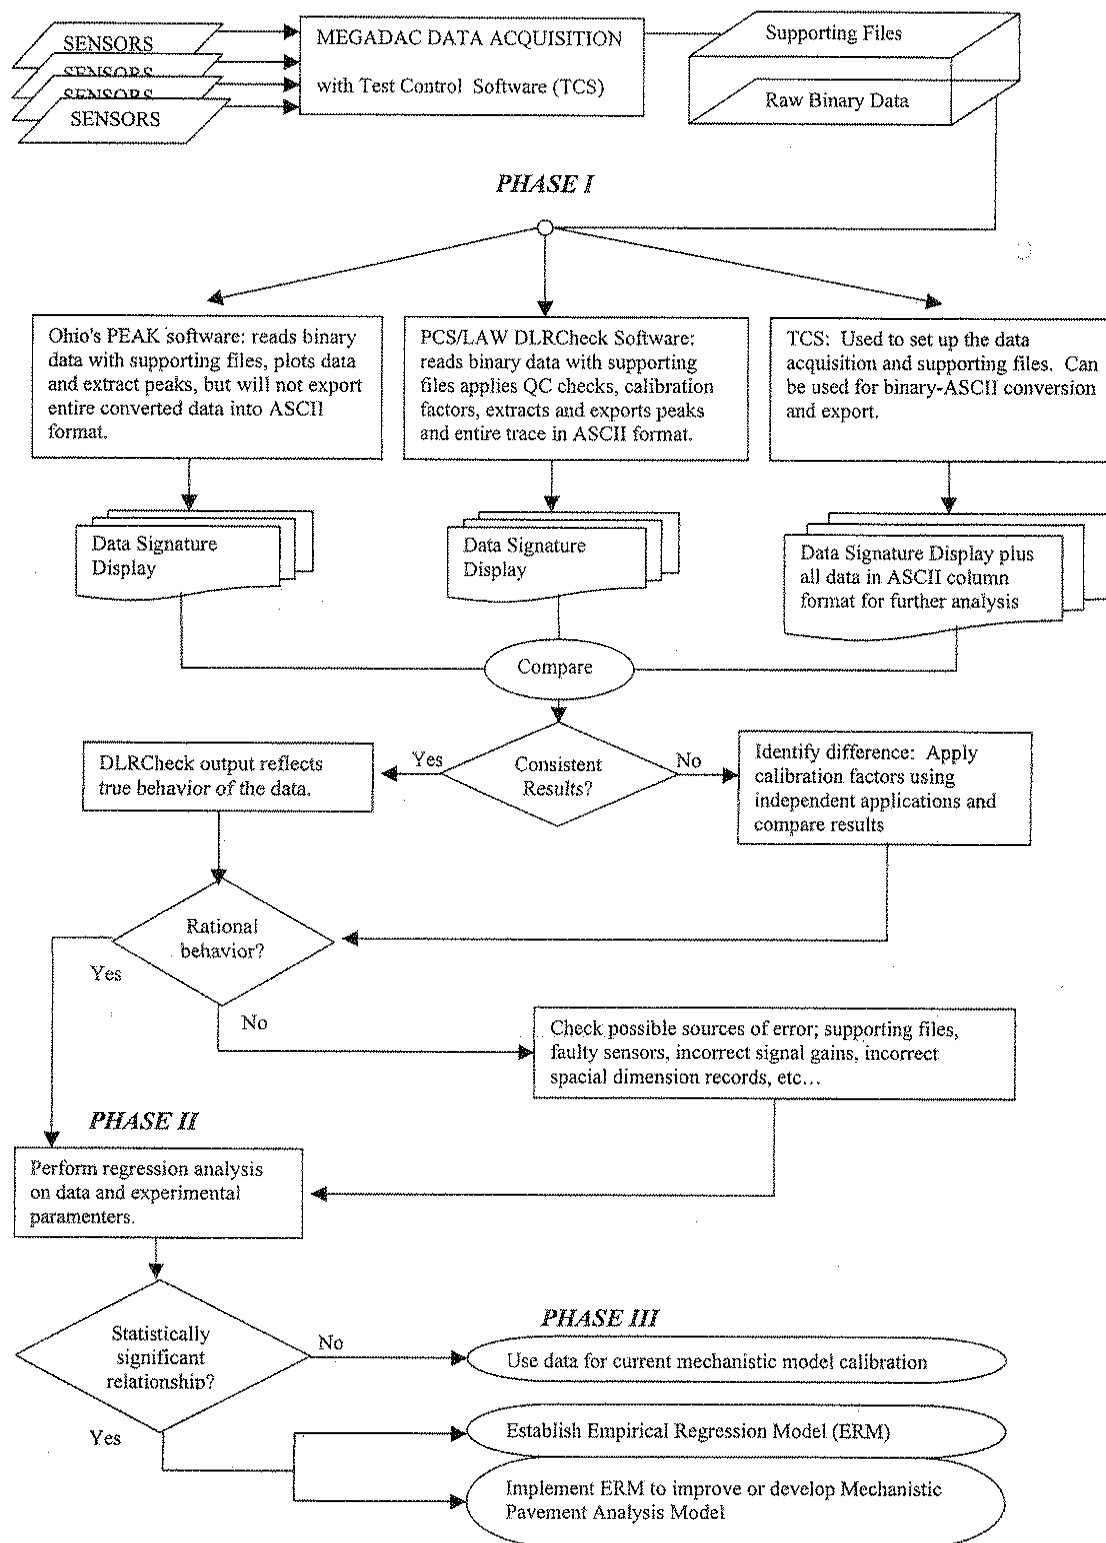 SENSORS
SENSORS
SENSORS
SENSORS
MEGADAC DATA ACQUISITION
with Test Control Software (TCS)
Supporting Files
Raw Binary Data
PHASE I
Ohio's PEAK software: reads binary
data with supporting files, plots data
and extract peaks, but will not export
entire converted data into ASCII
format.
PCS/LAW DLRCheck Software:
reads binary data with supporting
files applies QC checks, calibration
factors, extracts and exports peaks
and entire trace in ASCII format.
TCS: Used to set up the data
acquisition and supporting files. Can
be used for binary-ASCII conversion
and export.
Data Signature
Display
Data Signature
Display
Data Signature Display plus
all data in ASCII column
format for further analysis
Compare
DLRCheck output reflects
true behavior of the data.
Yes
Consistent
Results?
No
Identify difference: Apply
calibration factors using
independent applications and
compare results
Rational
behavior?
Yes
No
Check possible sources of error; supporting files,
faulty sensors, incorrect signal gains, incorrect
spacial dimension records, etc...
PHASE II
Perform regression analysis
on data and experimental
paramenters.
Statistically
significant
relationship?
No
Yes
PHASE III
Use data for current mechanistic model calibration
Establish Empirical Regression Model (ERM)
Implement ERM to improve or develop Mechanistic
Pavement Analysis Model